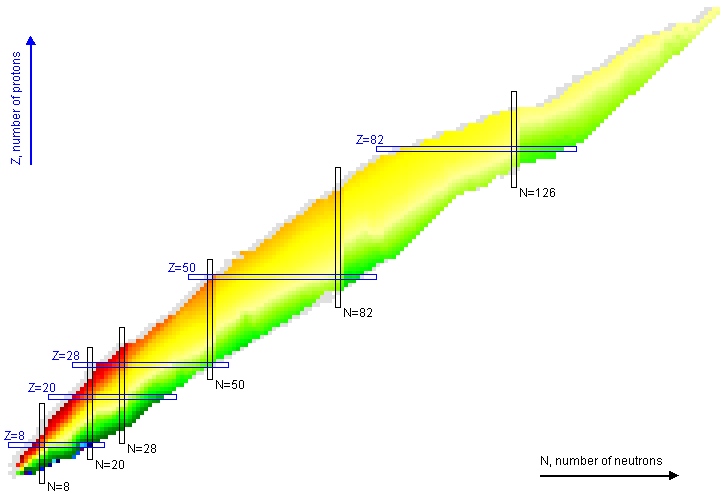 Z, number of protons
Z=82
N=126
Z=50
N=82
Z=28
N=50
Z=20
N=28
Z=8
N=20
N=8
N, number of neutrons